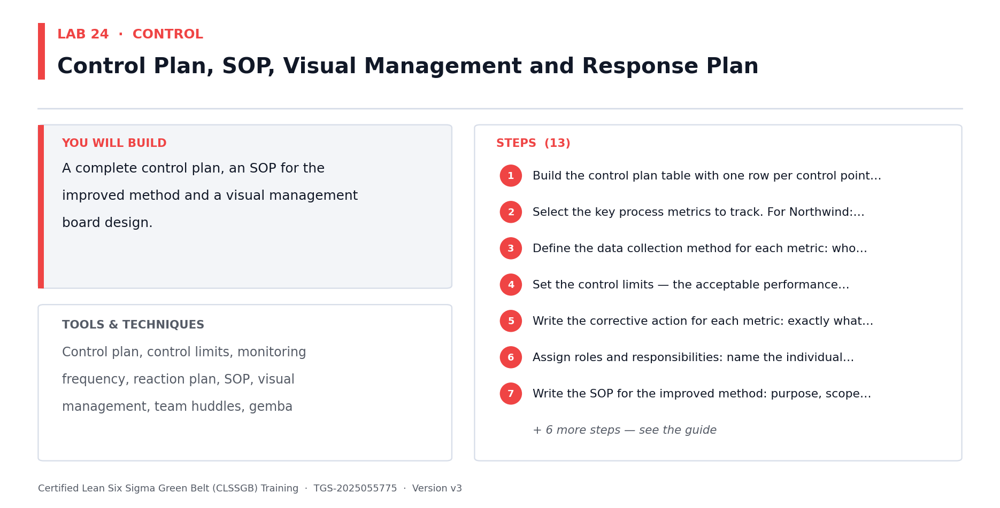 LAB 24 · CONTROL
Control Plan, SOP, Visual Management and Response Plan
YOU WILL BUILD
A complete control plan, an SOP for the
improved method and a visual management
board design.
TOOLS & TECHNIQUES
Control plan, control limits, monitoring
frequency, reaction plan, SOP, visual
management, team huddles, gemba
STEPS (13)
1 Build the control plan table with one row per control point…
2 Select the key process metrics to track. For Northwind:…
3 Define the data collection method for each metric: who…
4 Set the control limits — the acceptable performance…
5 Write the corrective action for each metric: exactly what…
6 Assign roles and responsibilities: name the individual…
7 Write the SOP for the improved method: purpose, scope…
+ 6 more steps — see the guide
Certified Lean Six Sigma Green Belt (CLSSGB) Training · TGS-2025055775 · Version v3